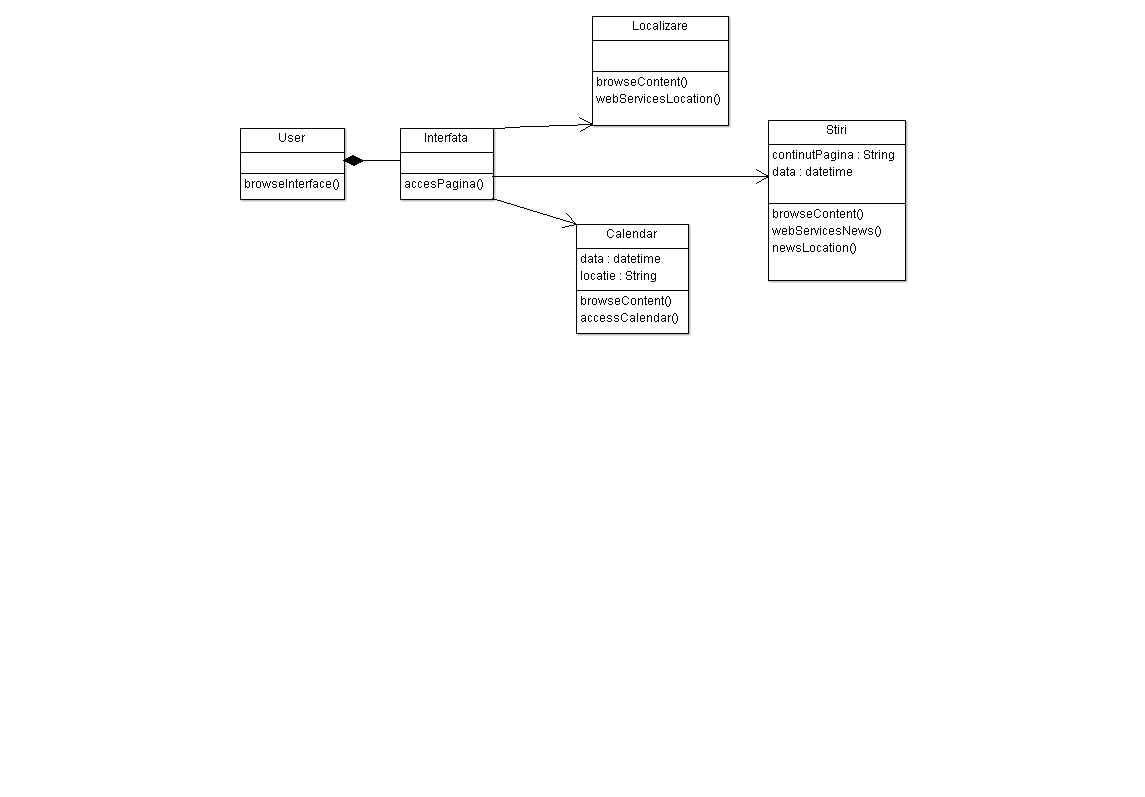 Localizare
browseContent()
webServicesLocation()
User
browseInterface()
Interfata
accesPagina()
Stiri
continutPagina : String
data : datetime
browseContent()
webServicesNews()
newsLocation()
Calendar
data : datetime
locatie : String
browseContent()
accessCalendar()